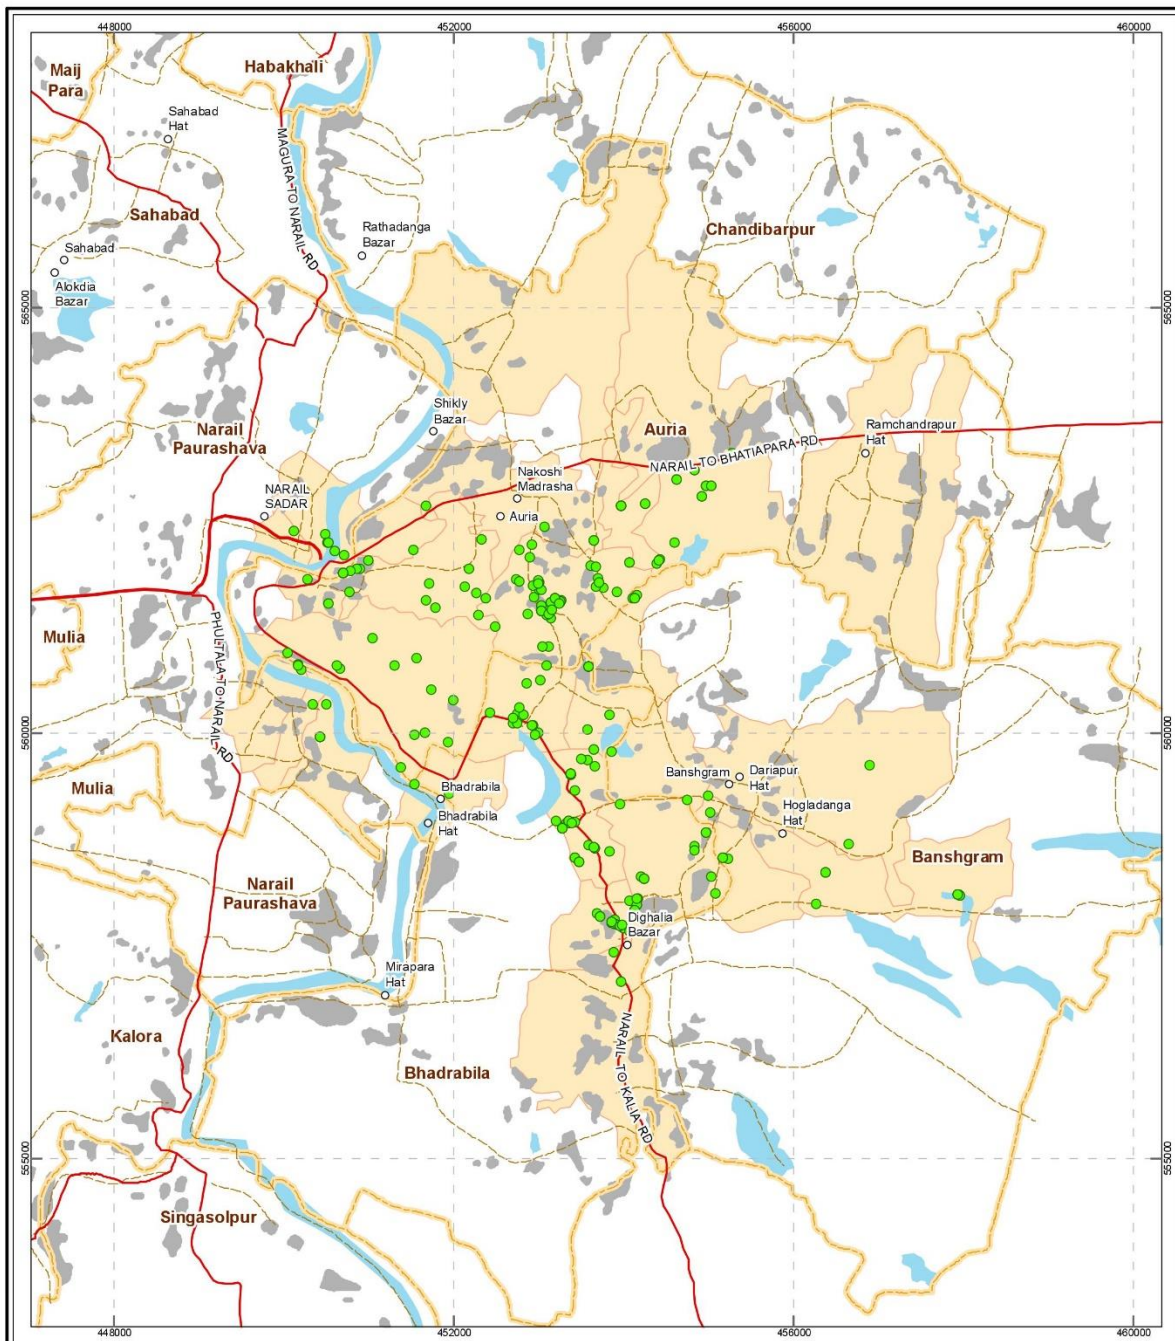 448000
452000
456000
460000
Habakhali
Maij
Para
Sahabad
Hat
MAGURA TO NARAIL RD
Sahabad
Rathadanga
Bazar
Chandibarpur
Sahabad
Alokdia
Bazar
565000
565000
Shikly
Bazar
Narail
Paurashava
Auria
Ramchandrapur
Hat
NARAIL TO BHATIAPARA RD
Nakoshi
Madrasha
NARAIL
SADAR
Auria
Mulia
PHULTALA TO NARAIL RD
560000
560000
Mulia
Banshgram
Dariapur
Hat
Bhadrabila
Hogladanga
Hat
Bhadrabila
Hat
Banshgram
Narail
Paurashava
Dighalia
Bazar
Mirapara
Hat
Kalora
NARAIL TO KALIA RD
Bhadrabila
555000
555000
Singasolpur
448000
452000
456000
460000